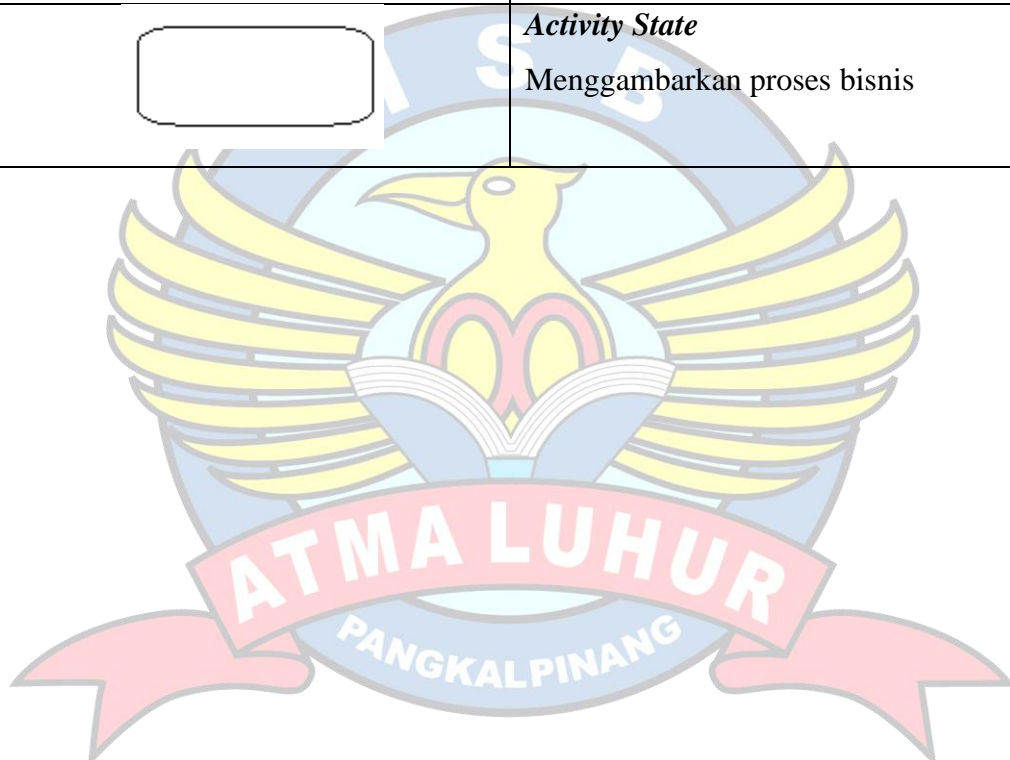 Activity State
Menggambarkan proses bisnis
S B
ATMA LUHUR
PANGKALPINANG